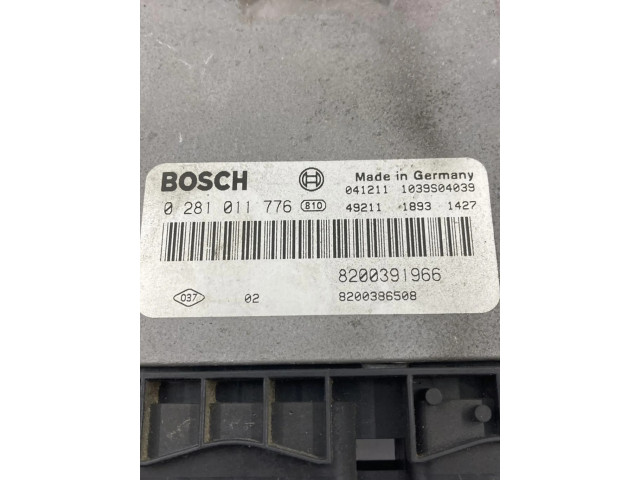 BOSCH Made in Germany
041211 1039S04039
0 281 011 776 810 49211 1893 1427
8200391966
037 02 8200386508